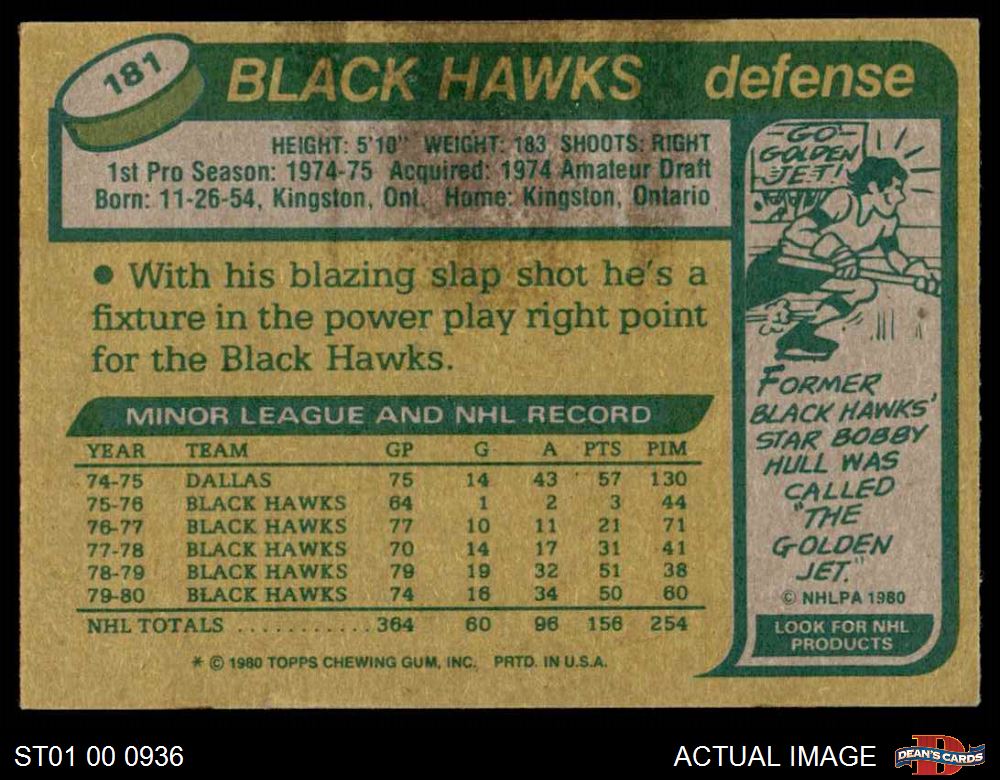 181
BLACK HAWKS defense
HEIGHT: 5'10" WEIGHT: 183 SHOOTS: RIGHT
1st Pro Season: 1974-75 Acquired: 1974 Amateur Draft
Born: 11-26-54, Kingston, Ont. Home: Kingston, Ontario
● With his blazing slap shot he's a
fixture in the power play right point
for the Black Hawks.
MINOR LEAGUE AND NHL RECORD
YEAR TEAM GP G A PTS PIM
74-75 DALLAS 75 14 43 57 130
75-76 BLACK HAWKS 64 1 2 3 44
76-77 BLACK HAWKS 77 10 11 21 71
77-78 BLACK HAWKS 70 14 17 31 41
78-79 BLACK HAWKS 79 19 32 51 38
79-80 BLACK HAWKS 74 16 34 50 60
NHL TOTALS ............ 364 60 96 156 254
* © 1980 TOPPS CHEWING GUM, INC. PRTD. IN U.S.A.
-GO-
GOLDEN
JET!
FORMER
BLACK HAWKS'
STAR BOBBY
HULL WAS
CALLED
"THE
GOLDEN
JET."
© NHLPA 1980
LOOK FOR NHL
PRODUCTS
ST01 00 0936
ACTUAL IMAGE
D
DEAN'S CARDS